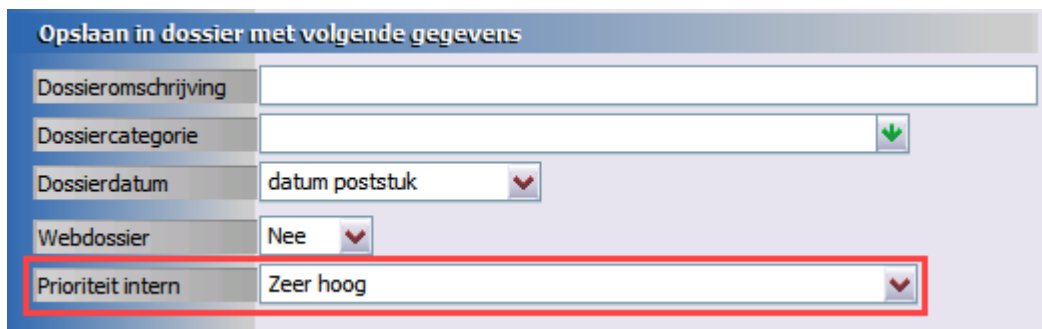 Opslaan in dossier met volgende gegevens
Dossieromschrijving
Dossiercategorie
Dossierdatum datum poststuk
Webdossier Nee
Prioriteit intern Zeer hoog